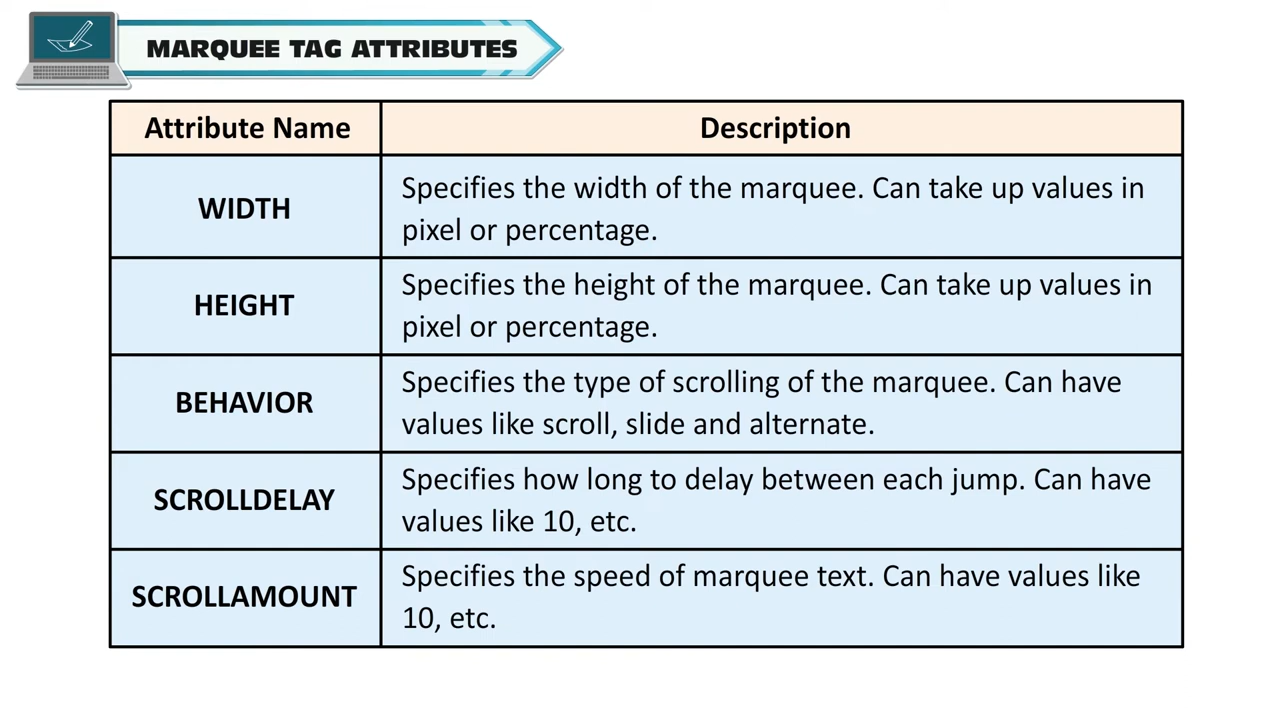 MARQUEE TAG ATTRIBUTES
Attribute Name
Description
WIDTH
Specifies the width of the marquee. Can take up values in
pixel or percentage.
HEIGHT
Specifies the height of the marquee. Can take up values in
pixel or percentage.
BEHAVIOR
Specifies the type of scrolling of the marquee. Can have
values like scroll, slide and alternate.
SCROLLDELAY
Specifies how long to delay between each jump. Can have
values like 10, etc.
SCROLLAMOUNT
Specifies the speed of marquee text. Can have values like
10, etc.